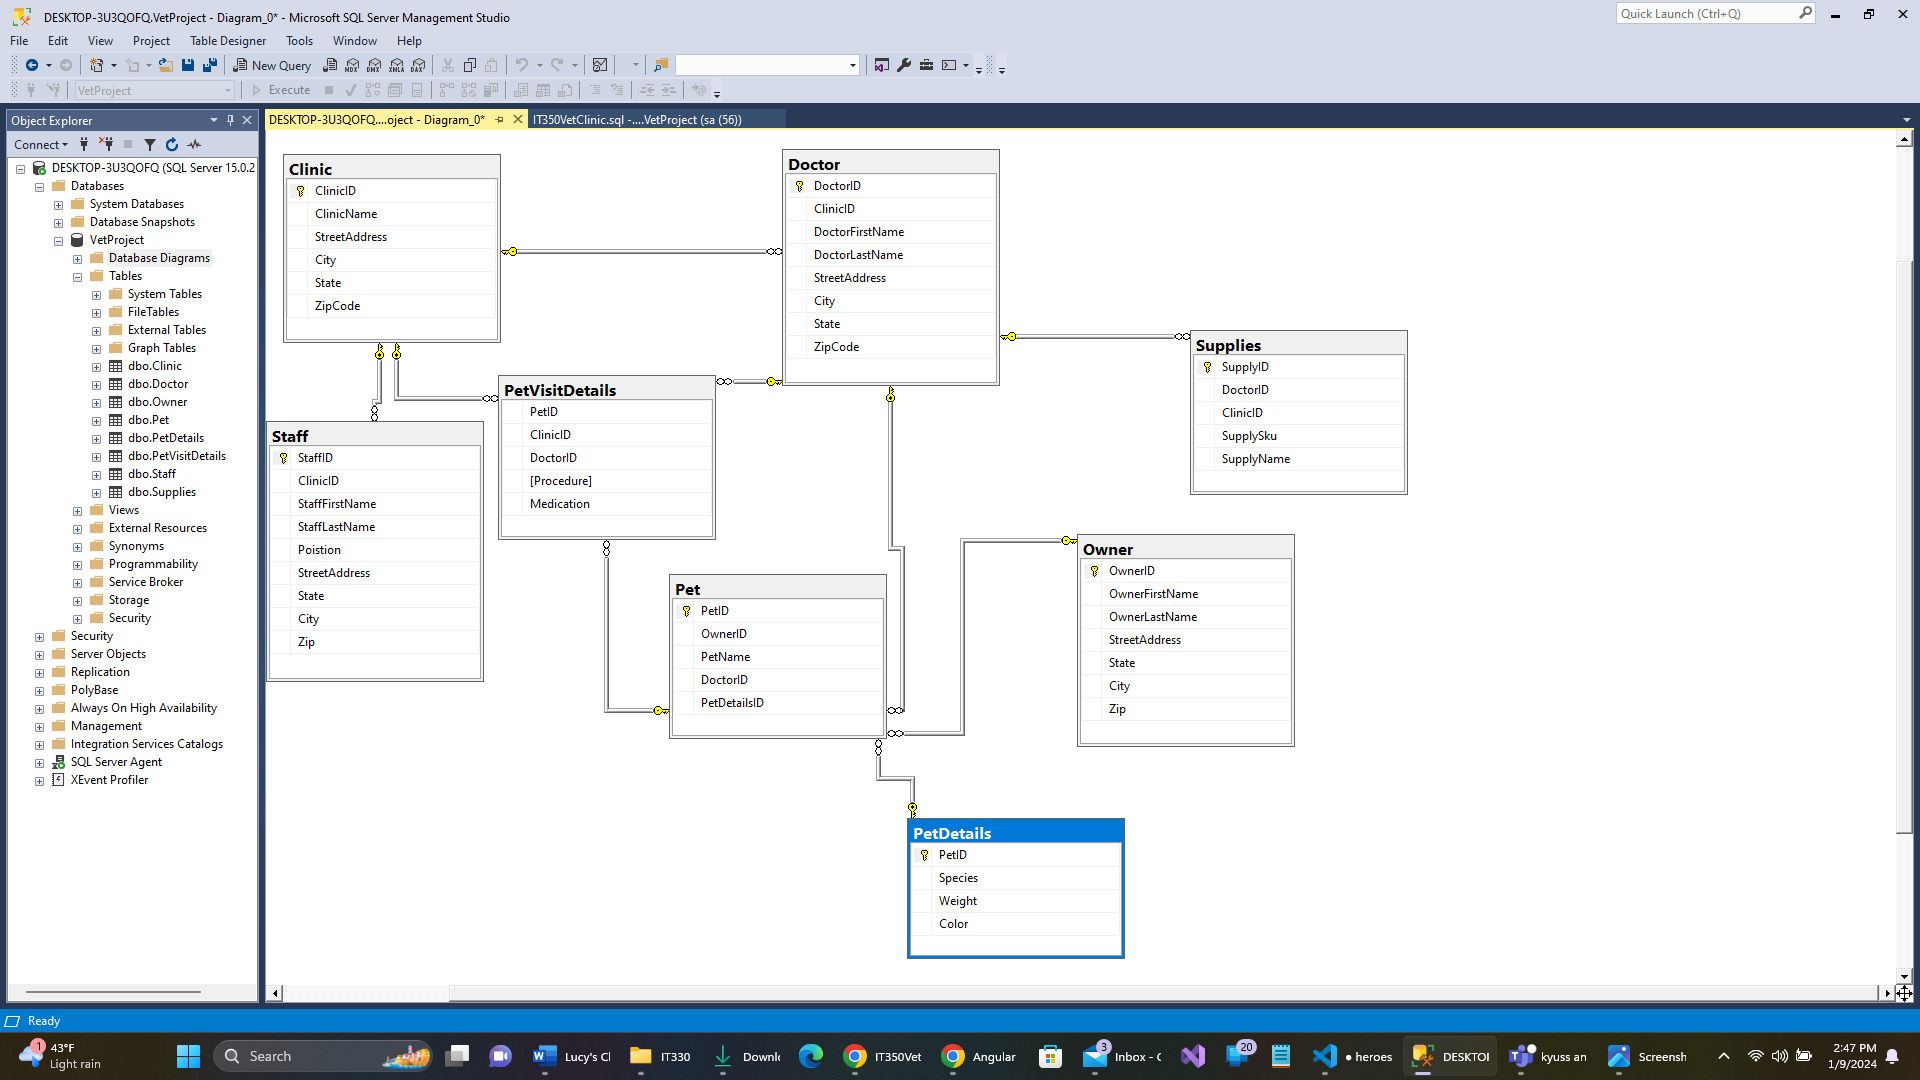 DESKTOP-3U3QOFQ.VetProject - Diagram_0* - Microsoft SQL Server Management Studio
Quick Launch (Ctrl+Q)
File Edit View Project Table Designer Tools Window Help
New Query
MDX DMX XMLA DAX
VetProject
Execute
Object Explorer
DESKTOP-3U3QOFQ....oject - Diagram_0*
IT350VetClinic.sql -....VetProject (sa (56))
Connect
DESKTOP-3U3QOFQ (SQL Server 15.0.2
Databases
System Databases
Database Snapshots
VetProject
Database Diagrams
Tables
System Tables
FileTables
External Tables
Graph Tables
dbo.Clinic
dbo.Doctor
dbo.Owner
dbo.Pet
dbo.PetDetails
dbo.PetVisitDetails
dbo.Staff
dbo.Supplies
Views
External Resources
Synonyms
Programmability
Service Broker
Storage
Security
Security
Server Objects
Replication
PolyBase
Always On High Availability
Management
Integration Services Catalogs
SQL Server Agent
XEvent Profiler
Clinic
ClinicID
ClinicName
StreetAddress
City
State
ZipCode
Doctor
DoctorID
ClinicID
DoctorFirstName
DoctorLastName
StreetAddress
City
State
ZipCode
Supplies
SupplyID
DoctorID
ClinicID
SupplySku
SupplyName
PetVisitDetails
PetID
ClinicID
DoctorID
[Procedure]
Medication
Staff
StaffID
ClinicID
StaffFirstName
StaffLastName
Poistion
StreetAddress
State
City
Zip
Pet
PetID
OwnerID
PetName
DoctorID
PetDetailsID
Owner
OwnerID
OwnerFirstName
OwnerLastName
StreetAddress
State
City
Zip
PetDetails
PetID
Species
Weight
Color
Ready
1
43°F
Light rain
Search
Lucy's Cl
IT330
Downl
IT350Vet
Angular
3
Inbox - C
20
● heroes
DESKTOP
kyuss an
Screensh
2:47 PM
1/9/2024